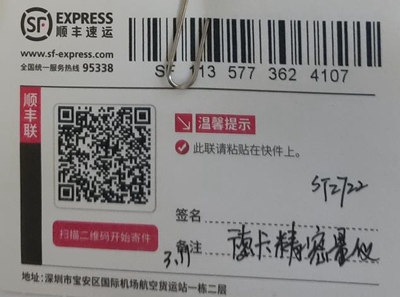 SF EXPRESS
顺丰速运
www.sf-express.com
全国统一服务热线 95338
SF 113 577 362 4107
顺丰联
温馨提示
此联请粘贴在快件上。
扫描二维码开始寄件
ST2722
签名
备注
3.11
精密量仪
地址:深圳市宝安区国际机场航空货运站一栋二层